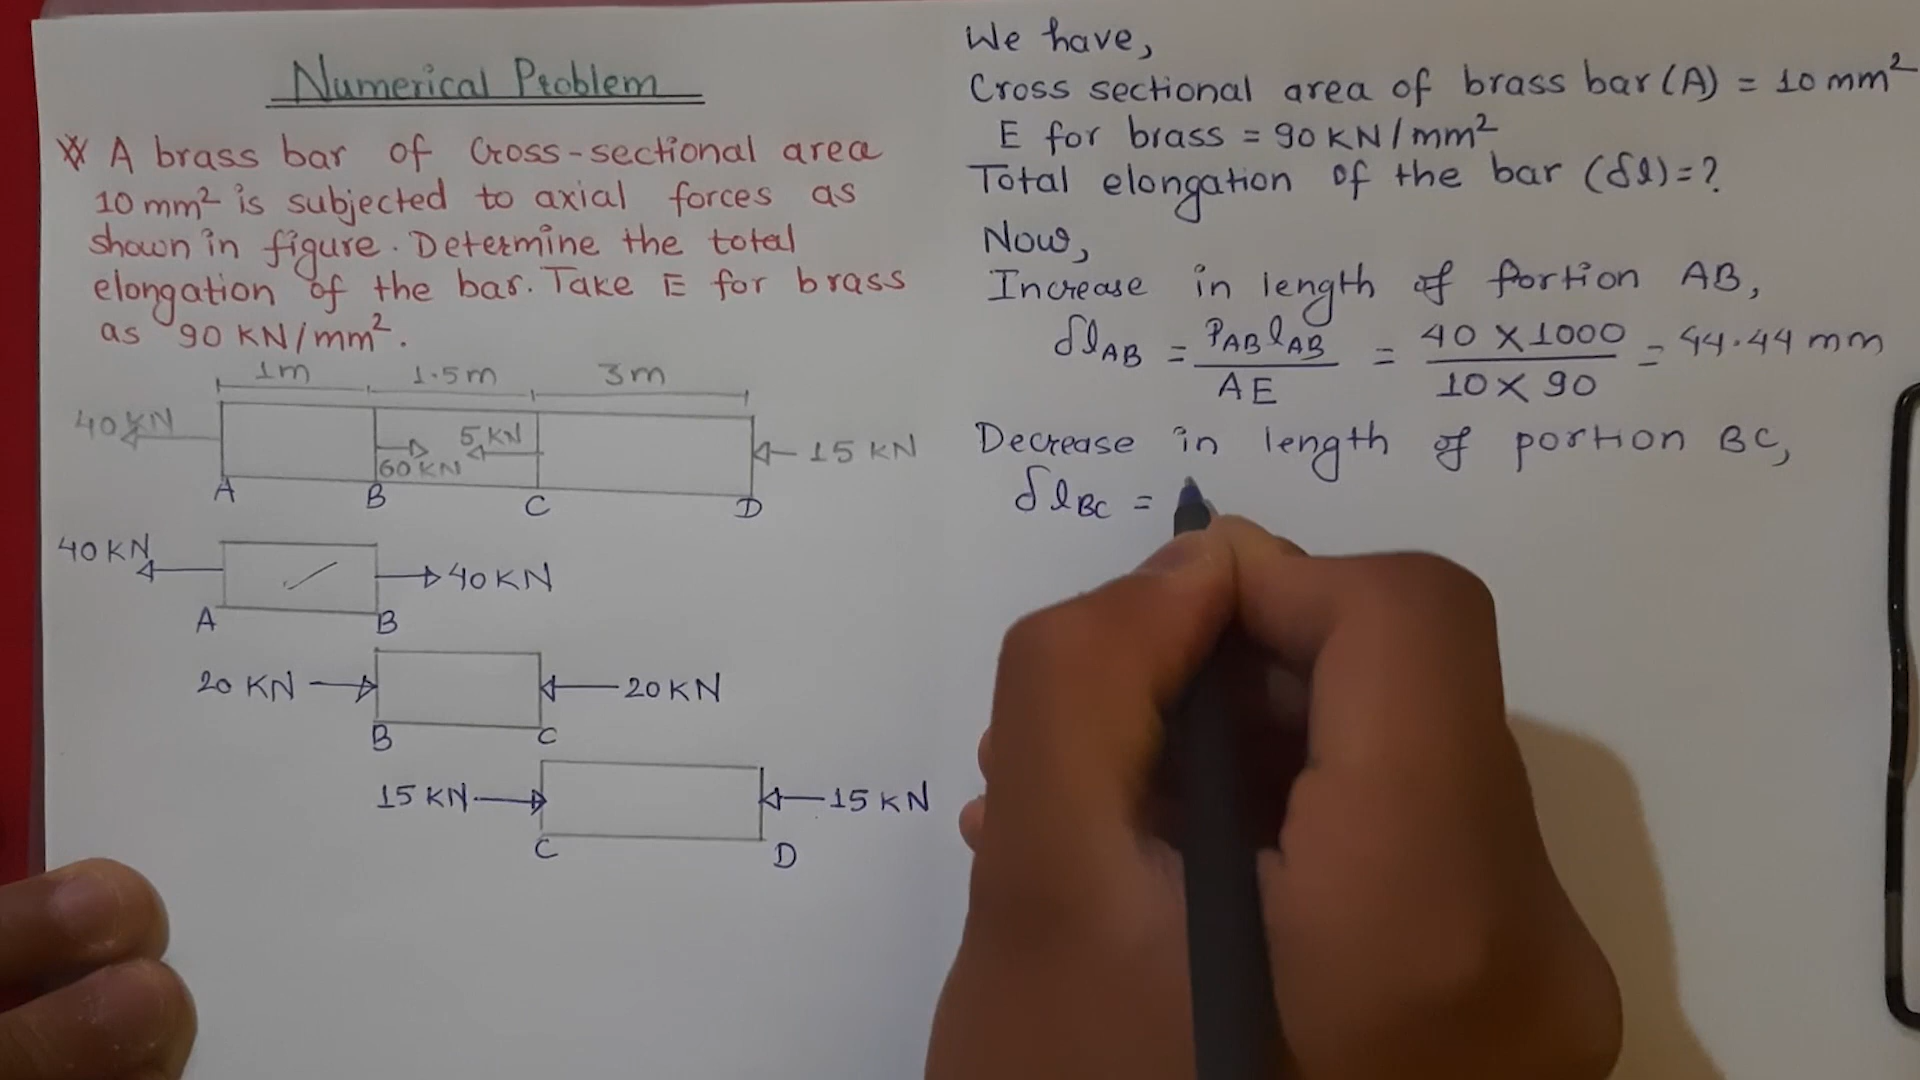 Numerical Problem
※ A brass bar of cross-sectional area
10 mm² is subjected to axial forces as
shown in figure. Determine the total
elongation of the bar. Take E for brass
as 90 KN/mm².
1m 1.5m 3m
40 KN 60 KN 5 KN 15 KN
A B C D
40 KN 40 KN
A B
20 KN 20 KN
B C
15 KN 15 KN
C D
We have,
Cross sectional area of brass bar (A) = 10 mm²
E for brass = 90 KN/mm²
Total elongation of the bar (δl) = ?
Now,
Increase in length of portion AB,
δl_AB = P_AB l_AB / AE = 40 X 1000 / 10 X 90 = 44.44 mm
Decrease in length of portion BC,
δl_BC =